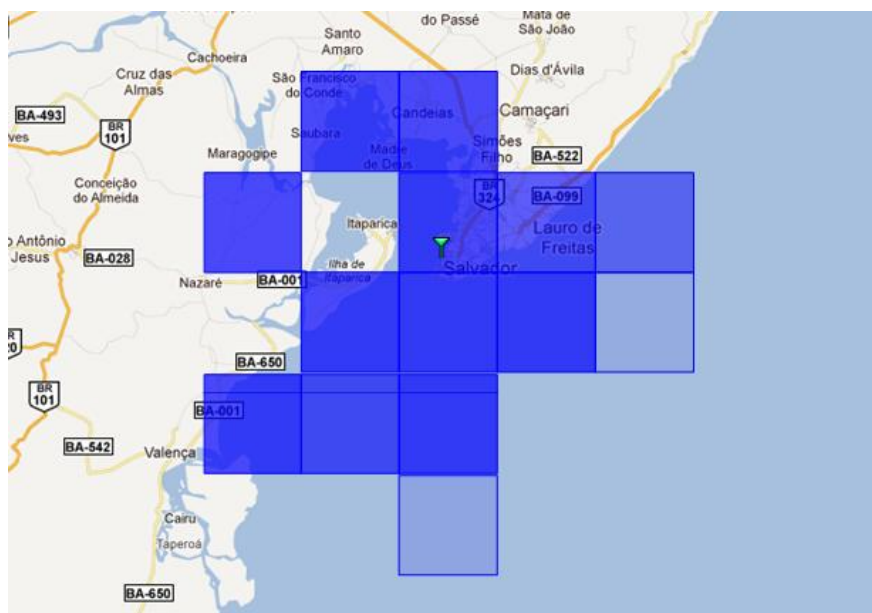 do Passé
Mata de
São João
Santo
Amaro
Cachoeira
Cruz das
Almas
São Francisco
do Conde
Dias d'Ávila
Candeias
Camaçari
BA-493
ves
BR
101
Saubara
Madre
de Deus
Simões
Filho
BA-522
Maragogipe
Conceição
do Almeida
BR
324
BA-099
Itaparica
Lauro de
Freitas
o Antônio
Jesus
BA-028
Ilha de
Itaparica
Salvador
Nazaré
BA-001
R
20
BA-650
BR
101
BA-001
BA-542
Valença
Cairu
Taperoá
BA-650